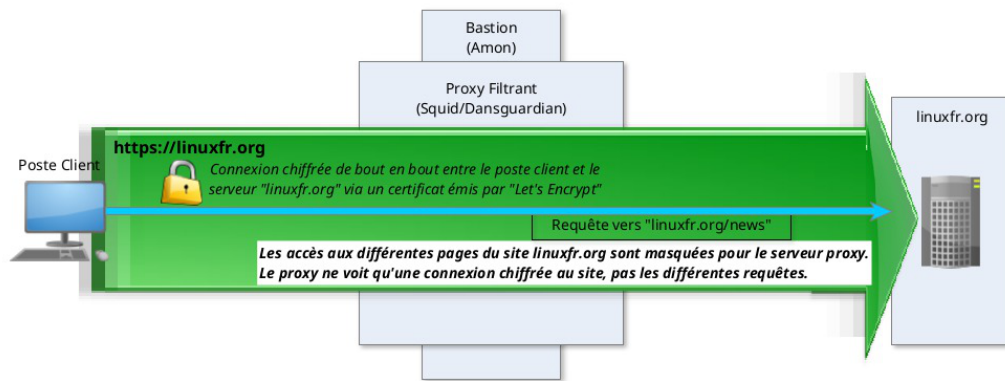 Bastion
(Amon)
Proxy Filtrant
(Squid/Dansguardian)
linuxfr.org
https://linuxfr.org
Poste Client
Connexion chiffrée de bout en bout entre le poste client et le
serveur "linuxfr.org" via un certificat émis par "Let's Encrypt"
Requête vers "linuxfr.org/news"
Les accès aux différentes pages du site linuxfr.org sont masquées pour le serveur proxy.
Le proxy ne voit qu'une connexion chiffrée au site, pas les différentes requêtes.